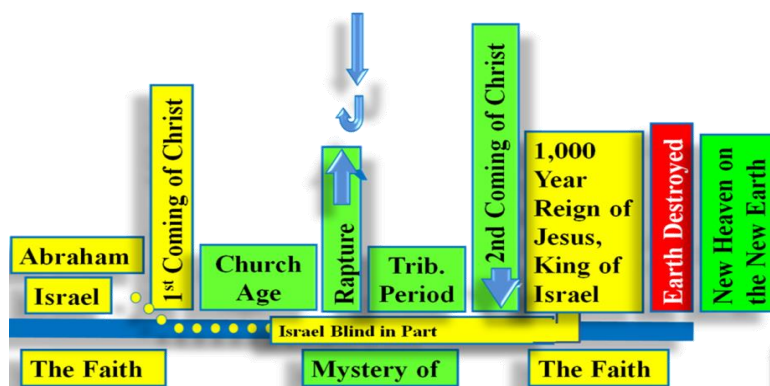 Abraham
Israel
1st Coming of Christ
Church
Age
Rapture
Trib.
Period
2nd Coming of Christ
1,000
Year
Reign of
Jesus,
King of
Israel
Earth Destroyed
New Heaven on
the New Earth
Israel Blind in Part
The Faith
Mystery of
The Faith